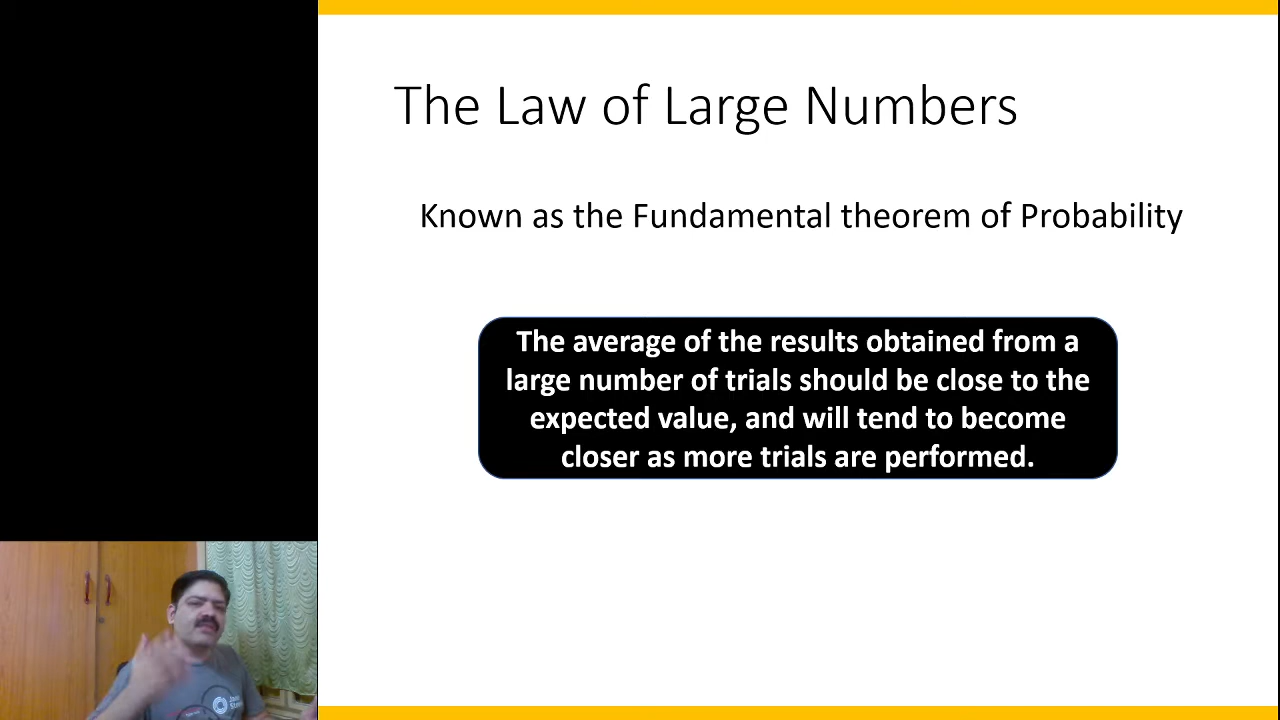 The Law of Large Numbers
Known as the Fundamental theorem of Probability
The average of the results obtained from a
large number of trials should be close to the
expected value, and will tend to become
closer as more trials are performed.